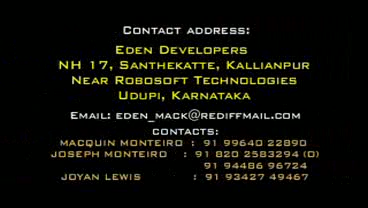 Contact address:
Eden Developers
NH 17, Santhekatte, Kallianpur
Near Robosoft Technologies
Udupi, Karnataka
Email: eden_mack@rediffmail.com
contacts:
Macquin Monteiro : 91 99640 22890
Joseph Monteiro : 91 820 2583294 (O)
91 94486 96724
Joyan Lewis : 91 93427 49467